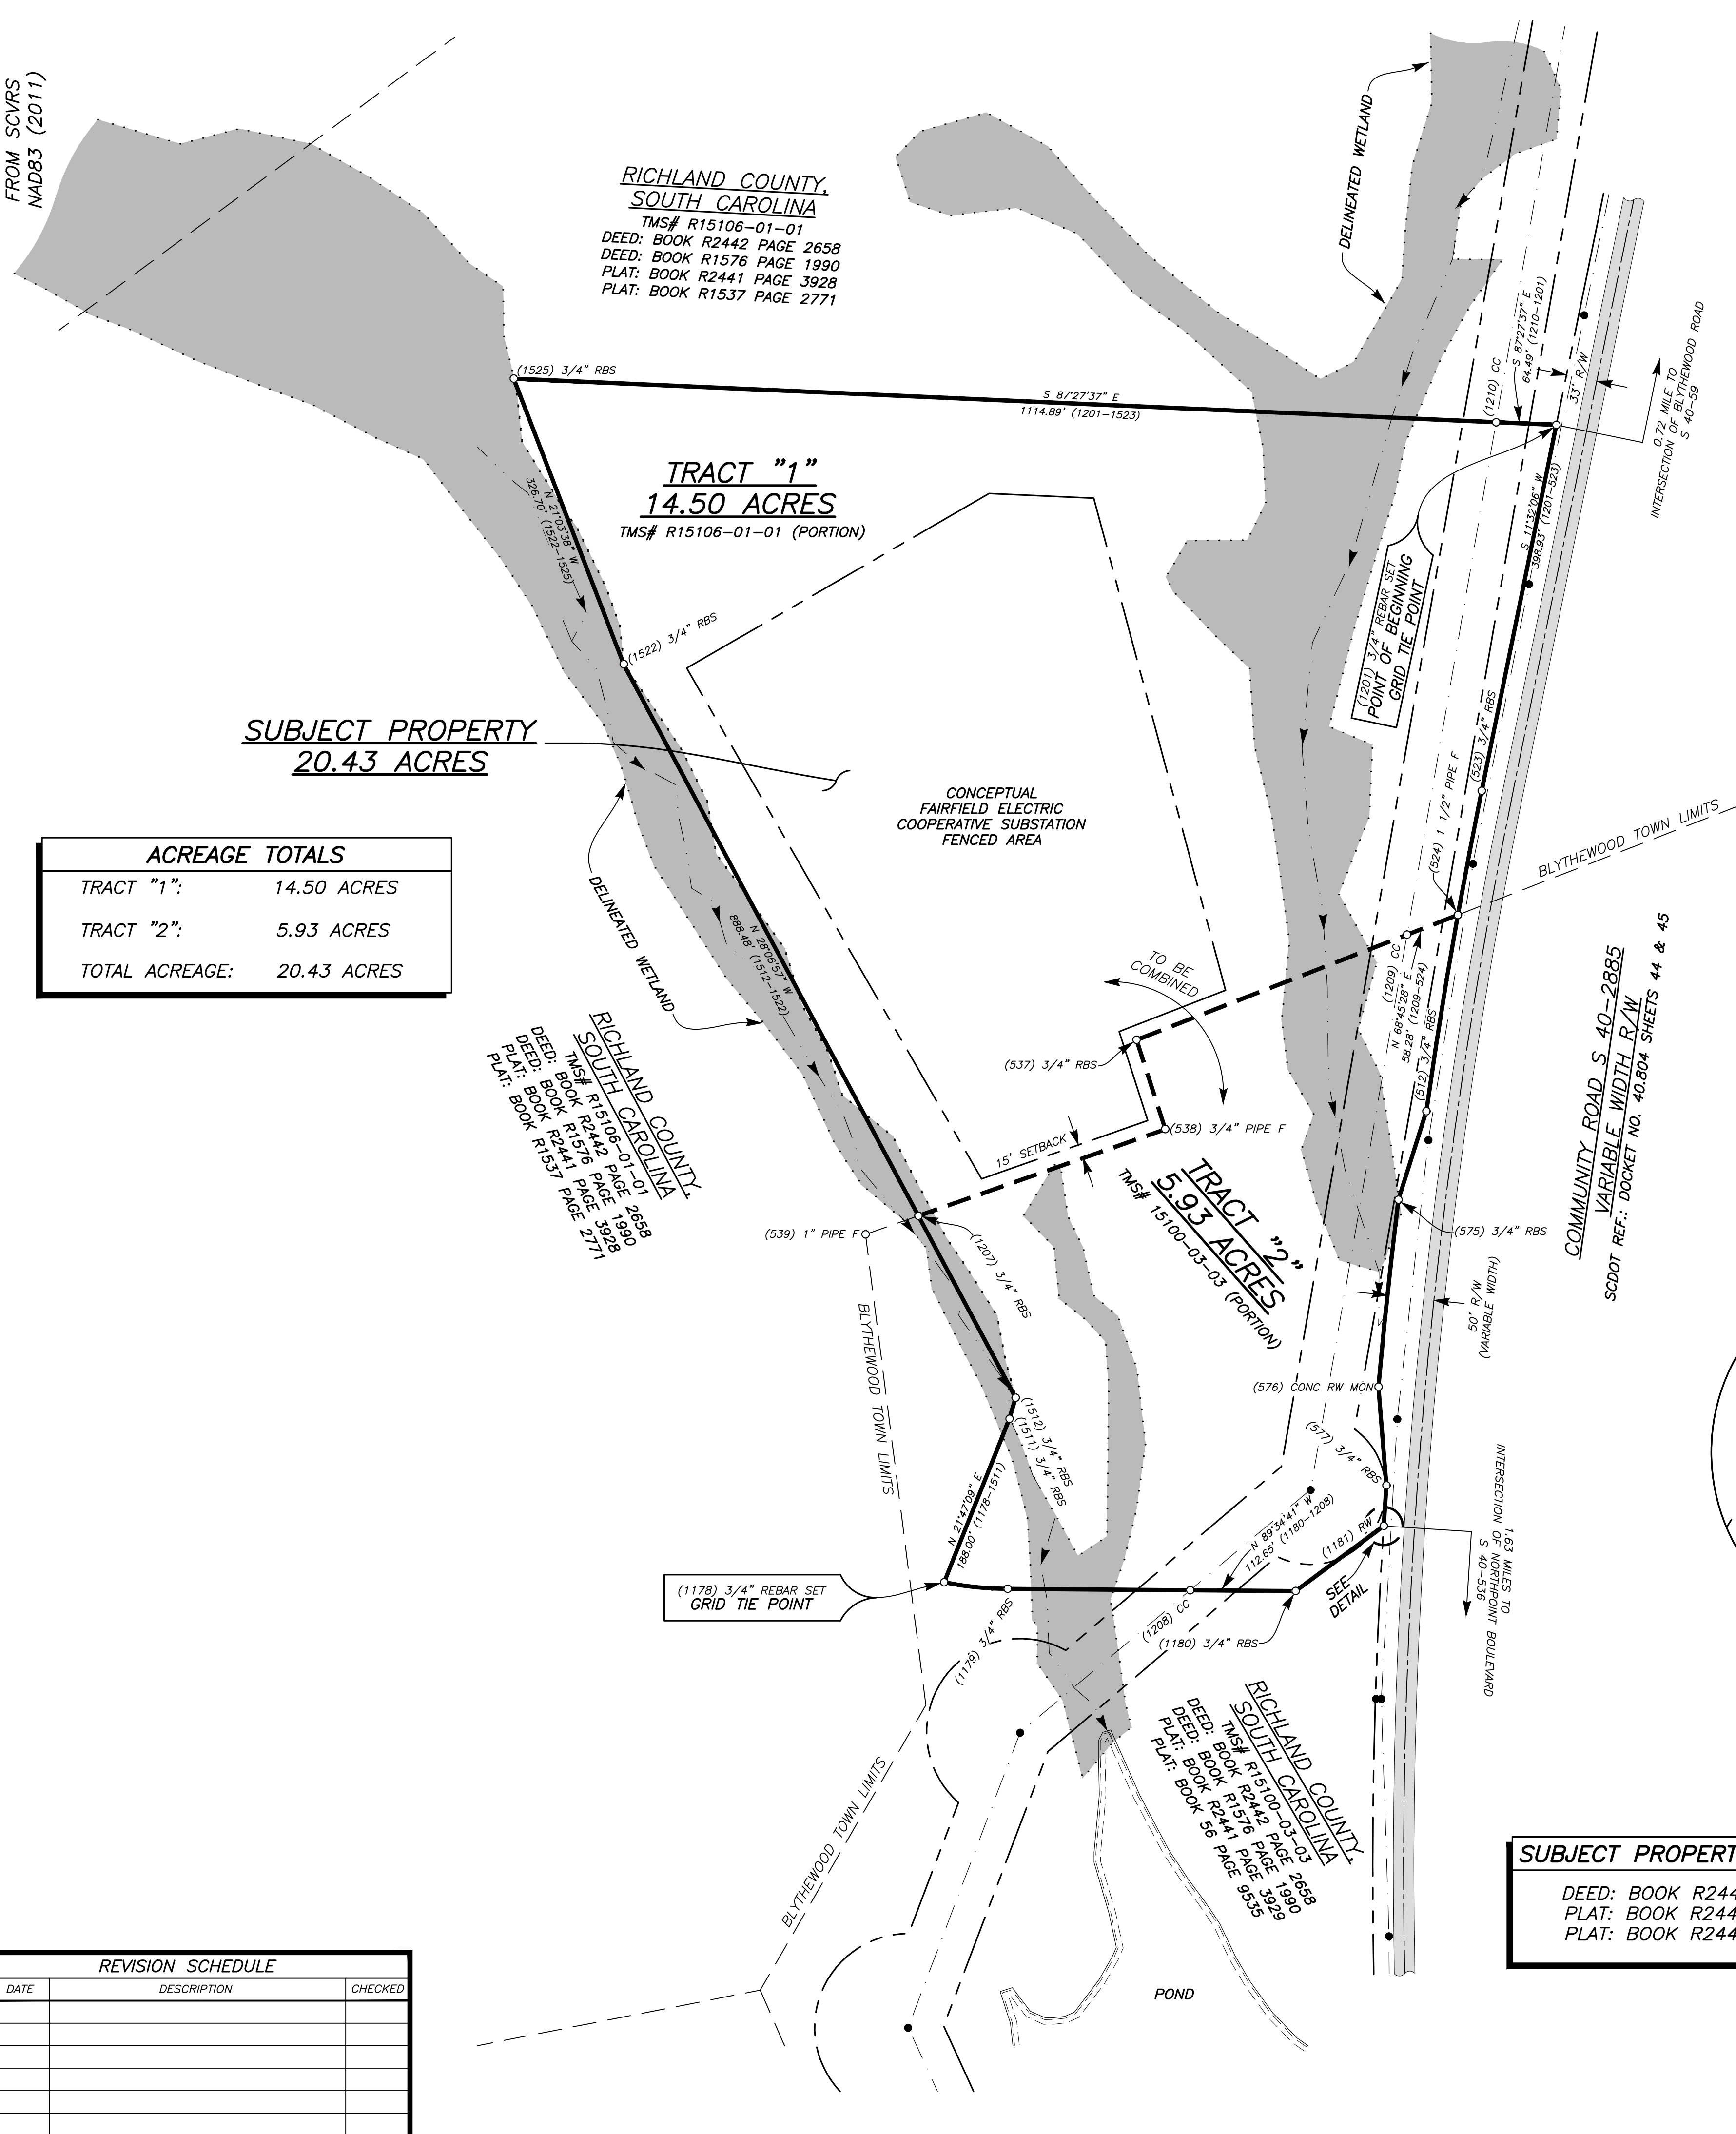 FROM SCVRS
NAD83 (2011)
RICHLAND COUNTY,
SOUTH CAROLINA
TMS# R15106-01-01
DEED: BOOK R2442 PAGE 2658
DEED: BOOK R1576 PAGE 1990
PLAT: BOOK R2441 PAGE 3928
PLAT: BOOK R1537 PAGE 2771
DELINEATED WETLAND
(1525) 3/4" RBS
S 87°27'37" E
1114.89' (1201-1523)
(1210) CC
S 87°27'37" E
64.49' (1210-1201)
33' R/W
0.72 MILE TO
INTERSECTION OF BLYTHEWOOD ROAD
S 40-59
TRACT "1"
14.50 ACRES
TMS# R15106-01-01 (PORTION)
N 21°03'38" W
326.70' (1522-1525)
S 11°32'06" W
398.93' (1201-523)
(1201) 3/4" REBAR SET
POINT OF BEGINNING
GRID TIE POINT
(1522) 3/4" RBS
SUBJECT PROPERTY
20.43 ACRES
CONCEPTUAL
FAIRFIELD ELECTRIC
COOPERATIVE SUBSTATION
FENCED AREA
(523) 3/4" RBS
(524) 1 1/2" PIPE F
BLYTHEWOOD TOWN LIMITS
ACREAGE TOTALS
TRACT "1": 14.50 ACRES
TRACT "2": 5.93 ACRES
TOTAL ACREAGE: 20.43 ACRES
DELINEATED WETLAND
N 28°06'57" W
888.48' (1512-1522)
TO BE
COMBINED
(1209) CC
N 68°45'28" E
58.28' (1209-524)
(512) 3/4" RBS
COMMUNITY ROAD S 40-2885
VARIABLE WIDTH R/W
SCDOT REF.: DOCKET NO. 40.804 SHEETS 44 & 45
RICHLAND COUNTY,
SOUTH CAROLINA
TMS# R15106-01-01
DEED: BOOK R2442 PAGE 2658
DEED: BOOK R1576 PAGE 1990
PLAT: BOOK R2441 PAGE 3928
PLAT: BOOK R1537 PAGE 2771
(537) 3/4" RBS
(538) 3/4" PIPE F
15' SETBACK
TRACT "2"
5.93 ACRES
TMS# 15100-03-03 (PORTION)
(539) 1" PIPE F
(1207) 3/4" RBS
(575) 3/4" RBS
50' R/W
(VARIABLE WIDTH)
BLYTHEWOOD TOWN LIMITS
(576) CONC RW MON
(1512) 3/4" RBS
(1511) 3/4" RBS
(577) 3/4" RBS
N 21°47'09" E
188.00' (1178-1511)
N 89°34'41" W
112.65' (1180-1208)
(1181) RW
SEE
DETAIL
1.63 MILES TO
INTERSECTION OF NORTHPOINT BOULEVARD
S 40-536
(1178) 3/4" REBAR SET
GRID TIE POINT
(1179) 3/4" RBS
(1208) CC
(1180) 3/4" RBS
RICHLAND COUNTY,
SOUTH CAROLINA
TMS# R15100-03-03
DEED: BOOK R2442 PAGE 2658
DEED: BOOK R1576 PAGE 1990
PLAT: BOOK R2441 PAGE 3929
PLAT: BOOK 56 PAGE 9535
BLYTHEWOOD TOWN LIMITS
POND
SUBJECT PROPERT
DEED: BOOK R244
PLAT: BOOK R244
PLAT: BOOK R244
REVISION SCHEDULE
DATE DESCRIPTION CHECKED